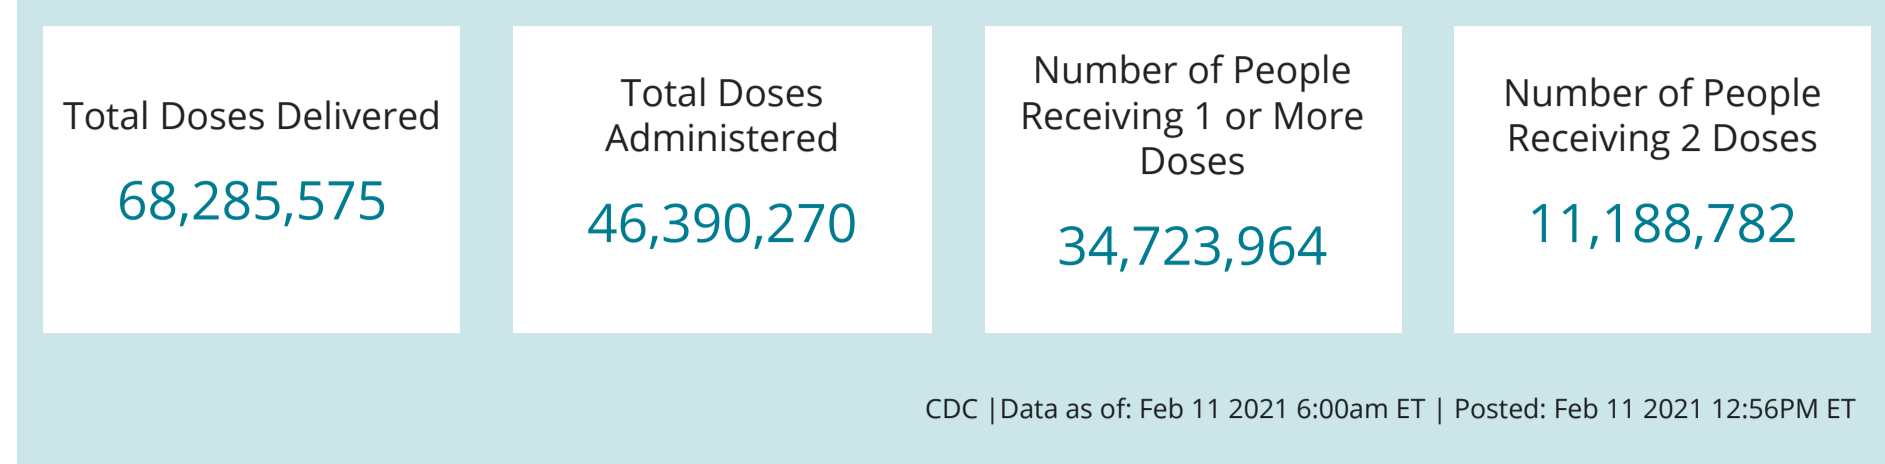 Total Doses Delivered
68,285,575
Total Doses
Administered
46,390,270
Number of People
Receiving 1 or More
Doses
34,723,964
Number of People
Receiving 2 Doses
11,188,782
CDC |Data as of: Feb 11 2021 6:00am ET | Posted: Feb 11 2021 12:56PM ET